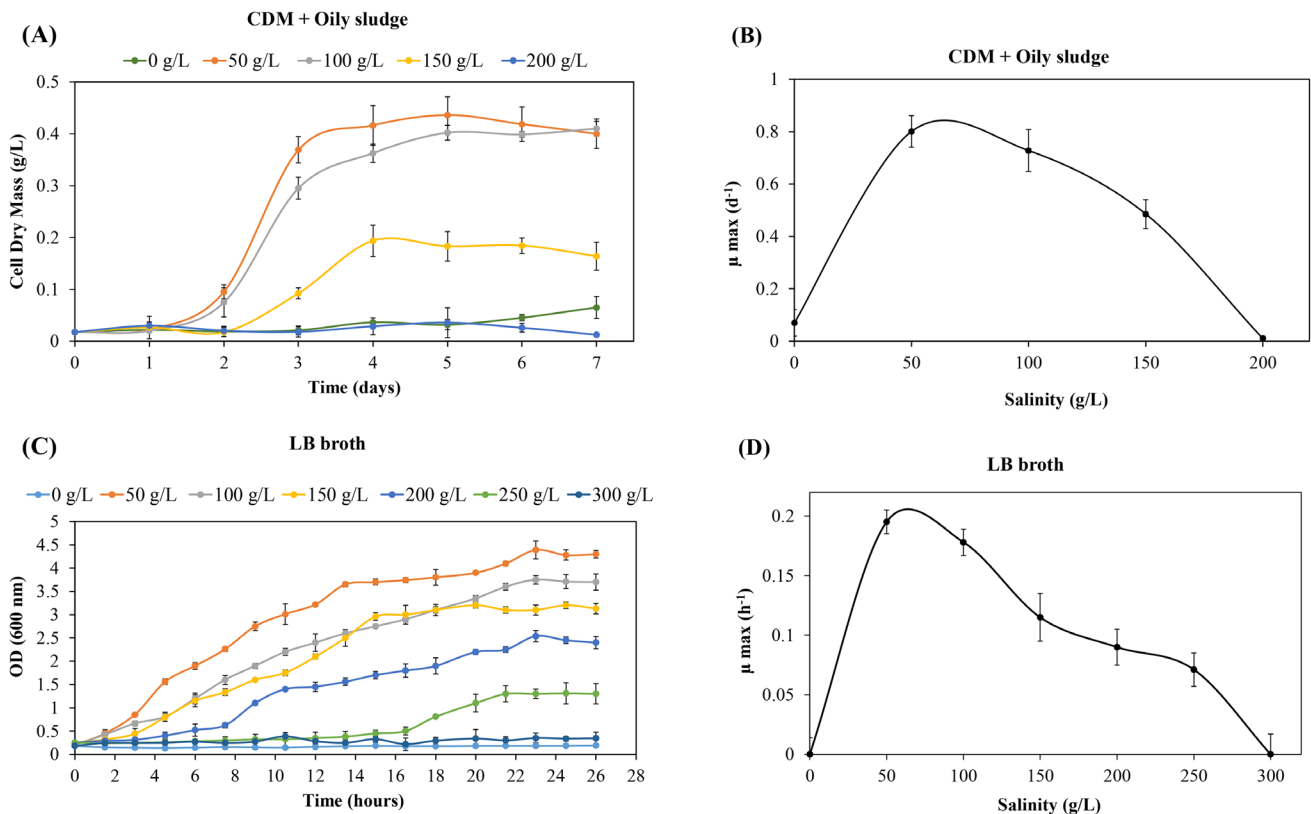 (A)
CDM + Oily sludge
0 g/L 50 g/L 100 g/L 150 g/L 200 g/L
0.5
0.4
0.3
0.2
0.1
0
Cell Dry Mass (g/L)
0 1 2 3 4 5 6 7
Time (days)
(B)
CDM + Oily sludge
1
0.8
0.6
0.4
0.2
0
µ max (d-1)
0 50 100 150 200
Salinity (g/L)
(C)
LB broth
0 g/L 50 g/L 100 g/L 150 g/L 200 g/L 250 g/L 300 g/L
5
4.5
4
3.5
3
2.5
2
1.5
1
0.5
0
OD (600 nm)
0 2 4 6 8 10 12 14 16 18 20 22 24 26 28
Time (hours)
(D)
LB broth
0.2
0.15
0.1
0.05
0
µ max (h-1)
0 50 100 150 200 250 300
Salinity (g/L)